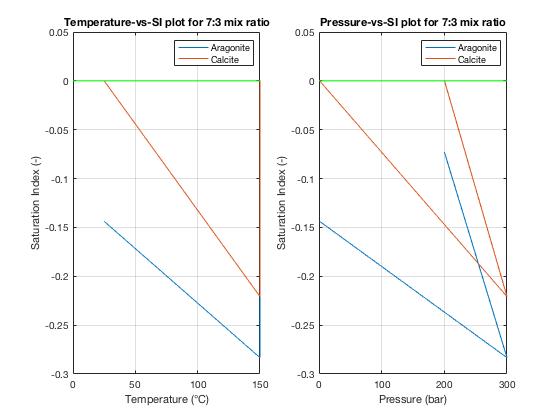 Temperature-vs-SI plot for 7:3 mix ratio
0.05
0
-0.05
-0.1
-0.15
-0.2
-0.25
-0.3
Saturation Index (-)
0
50
100
150
Temperature (°C)
Aragonite
Calcite
Pressure-vs-SI plot for 7:3 mix ratio
0.05
0
-0.05
-0.1
-0.15
-0.2
-0.25
-0.3
Saturation Index (-)
0
100
200
300
Pressure (bar)
Aragonite
Calcite